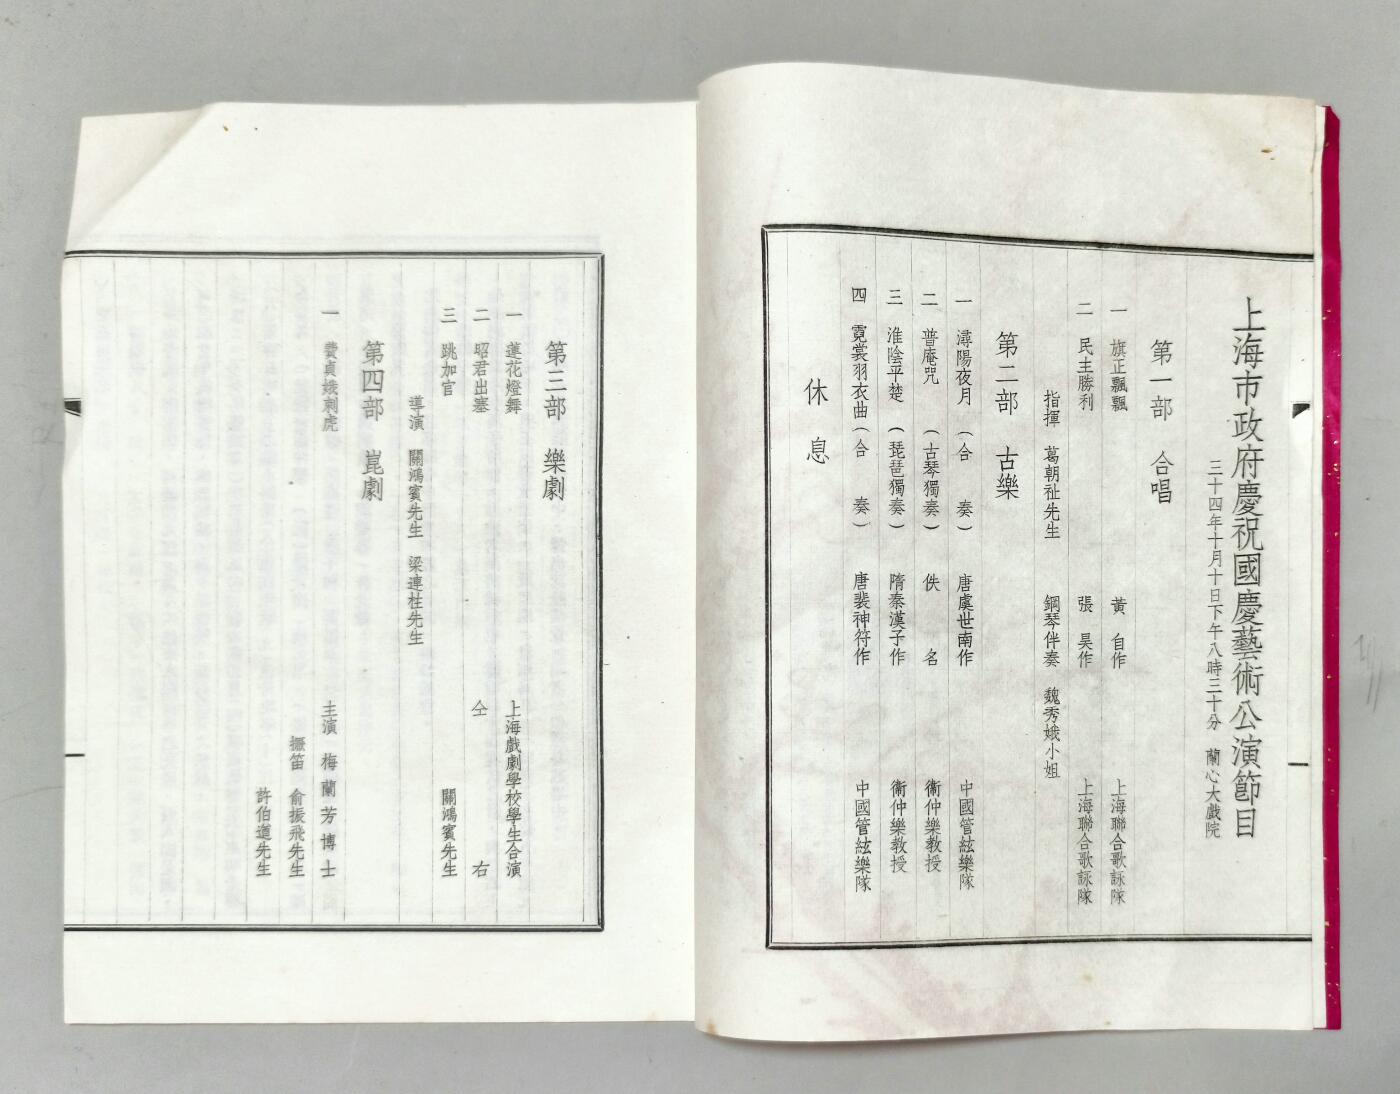 上海市政府慶祝國慶藝術公演節目
三十四年十月十日下午八時三十分 蘭心大戲院
第一部 合唱
一 旗正飄飄 黃自作 上海聯合歌詠隊
二 民主勝利 張昊作 上海聯合歌詠隊
指揮 葛朝祉先生 鋼琴伴奏 魏秀娥小姐
第二部 古樂
一 潯陽夜月 (合奏) 唐虞世南作 中國管絃樂隊
二 普庵咒 (古琴獨奏) 佚名 衞仲樂教授
三 淮陰平楚 (琵琶獨奏) 隋秦漢子作 衞仲樂教授
四 霓裳羽衣曲 (合奏) 唐裴神符作 中國管絃樂隊
休息
第三部 樂劇
一 蓮花燈舞 上海戲劇學校學生合演
二 昭君出塞 仝右
三 跳加官 關鴻賓先生
導演 關鴻賓先生 梁連柱先生
第四部 崑劇
一 費貞娥刺虎 主演 梅蘭芳博士
擫笛 俞振飛先生
許伯遒先生